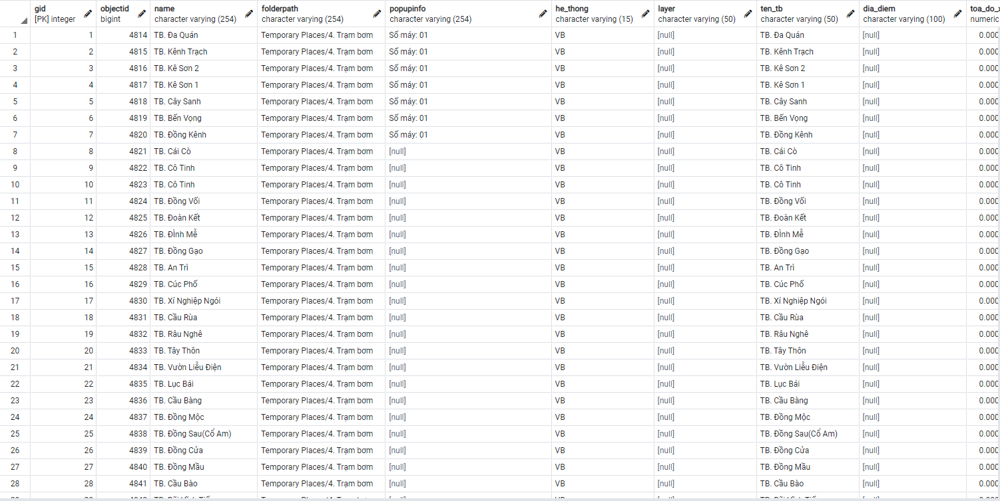 gid objectid name folderpath popupinfo he_thong layer ten_tb dia_diem toa_do_x
[PK] integer bigint character varying (254) character varying (254) character varying (254) character varying (15) character varying (50) character varying (50) character varying (100) numeric
1 1 4814 TB. Đa Quán Temporary Places/4. Trạm bơm Số máy: 01 VB [null] TB. Đa Quán [null] 0.000
2 2 4815 TB. Kênh Trạch Temporary Places/4. Trạm bơm Số máy: 01 VB [null] TB. Kênh Trạch [null] 0.000
3 3 4816 TB. Kê Sơn 2 Temporary Places/4. Trạm bơm Số máy: 01 VB [null] TB. Kê Sơn 2 [null] 0.000
4 4 4817 TB. Kê Sơn 1 Temporary Places/4. Trạm bơm Số máy: 01 VB [null] TB. Kê Sơn 1 [null] 0.000
5 5 4818 TB. Cây Sanh Temporary Places/4. Trạm bơm Số máy: 01 VB [null] TB. Cây Sanh [null] 0.000
6 6 4819 TB. Bến Vọng Temporary Places/4. Trạm bơm Số máy: 01 VB [null] TB. Bến Vọng [null] 0.000
7 7 4820 TB. Đồng Kênh Temporary Places/4. Trạm bơm Số máy: 01 VB [null] TB. Đồng Kênh [null] 0.000
8 8 4821 TB. Cái Cò Temporary Places/4. Trạm bơm [null] VB [null] TB. Cái Cò [null] 0.000
9 9 4822 TB. Cô Tinh Temporary Places/4. Trạm bơm [null] VB [null] TB. Cô Tinh [null] 0.000
10 10 4823 TB. Cô Tinh Temporary Places/4. Trạm bơm [null] VB [null] TB. Cô Tinh [null] 0.000
11 11 4824 TB. Đồng Vối Temporary Places/4. Trạm bơm [null] VB [null] TB. Đồng Vối [null] 0.000
12 12 4825 TB. Đoàn Kết Temporary Places/4. Trạm bơm [null] VB [null] TB. Đoàn Kết [null] 0.000
13 13 4826 TB. ĐÌnh Mễ Temporary Places/4. Trạm bơm [null] VB [null] TB. ĐÌnh Mễ [null] 0.000
14 14 4827 TB. Đồng Gạo Temporary Places/4. Trạm bơm [null] VB [null] TB. Đồng Gạo [null] 0.000
15 15 4828 TB. An Trì Temporary Places/4. Trạm bơm [null] VB [null] TB. An Trì [null] 0.000
16 16 4829 TB. Cúc Phố Temporary Places/4. Trạm bơm [null] VB [null] TB. Cúc Phố [null] 0.000
17 17 4830 TB. Xí Nghiệp Ngói Temporary Places/4. Trạm bơm [null] VB [null] TB. Xí Nghiệp Ngói [null] 0.000
18 18 4831 TB. Cầu Rùa Temporary Places/4. Trạm bơm [null] VB [null] TB. Cầu Rùa [null] 0.000
19 19 4832 TB. Râu Nghê Temporary Places/4. Trạm bơm [null] VB [null] TB. Râu Nghê [null] 0.000
20 20 4833 TB. Tây Thôn Temporary Places/4. Trạm bơm [null] VB [null] TB. Tây Thôn [null] 0.000
21 21 4834 TB. Vườn Liễu Điện Temporary Places/4. Trạm bơm [null] VB [null] TB. Vườn Liễu Điện [null] 0.000
22 22 4835 TB. Lục Bái Temporary Places/4. Trạm bơm [null] VB [null] TB. Lục Bái [null] 0.000
23 23 4836 TB. Cầu Bàng Temporary Places/4. Trạm bơm [null] VB [null] TB. Cầu Bàng [null] 0.000
24 24 4837 TB. Đồng Mộc Temporary Places/4. Trạm bơm [null] VB [null] TB. Đồng Mộc [null] 0.000
25 25 4838 TB. Đồng Sau(Cổ Am) Temporary Places/4. Trạm bơm [null] VB [null] TB. Đồng Sau(Cổ Am) [null] 0.000
26 26 4839 TB. Đồng Cửa Temporary Places/4. Trạm bơm [null] VB [null] TB. Đồng Cửa [null] 0.000
27 27 4840 TB. Đồng Mầu Temporary Places/4. Trạm bơm [null] VB [null] TB. Đồng Mầu [null] 0.000
28 28 4841 TB. Cầu Bào Temporary Places/4. Trạm bơm [null] VB [null] TB. Cầu Bào [null] 0.000